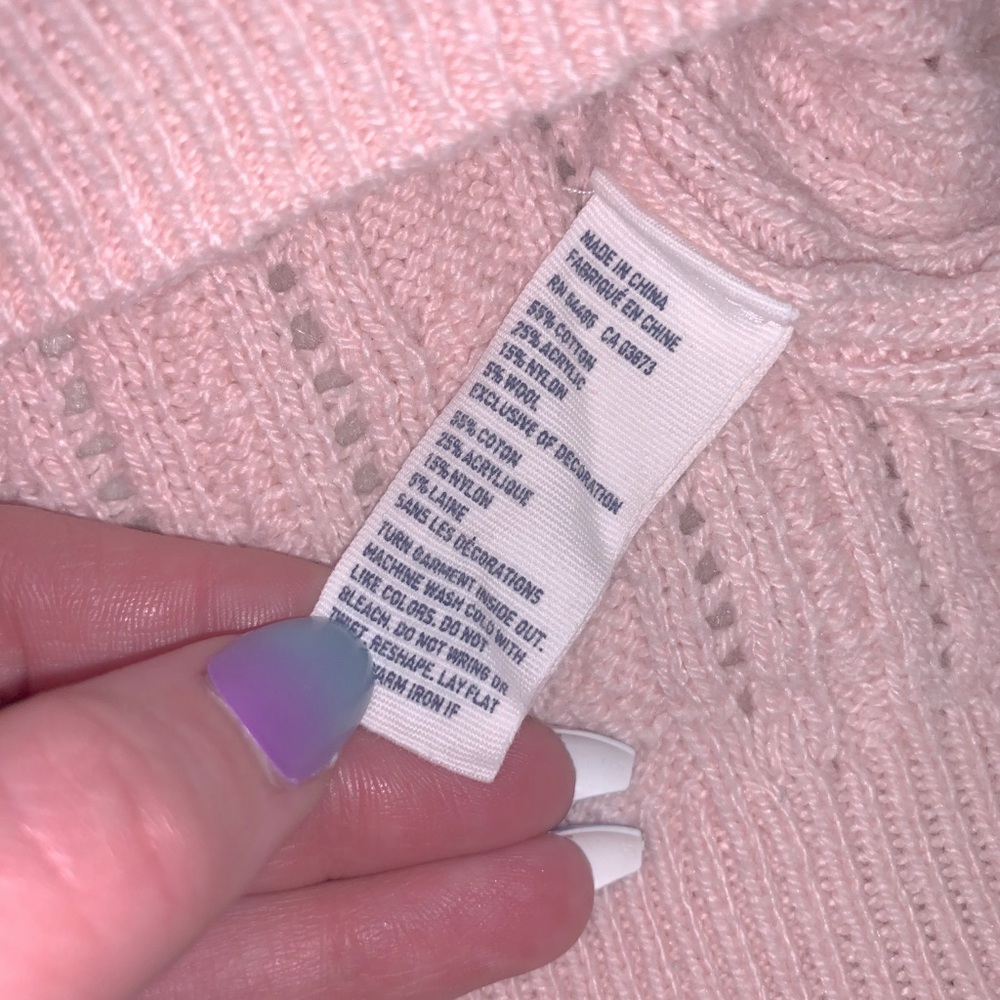 MADE IN CHINA
FABRIQUÉ EN CHINE
RN 54486 CA 03673
55% COTTON
25% ACRYLIC
15% NYLON
5% WOOL
EXCLUSIVE OF DECORATION
55% COTON
25% ACRYLIQUE
15% NYLON
5% LAINE
SANS LES DÉCORATIONS
TURN GARMENT INSIDE OUT.
MACHINE WASH COLD WITH
LIKE COLORS. DO NOT
BLEACH. DO NOT WRING OR
TWIST. RESHAPE. LAY FLAT
IRON IF